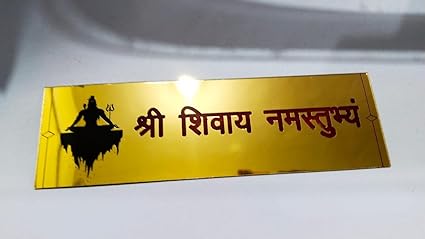 श्री शिवाय नमस्तुभ्यं